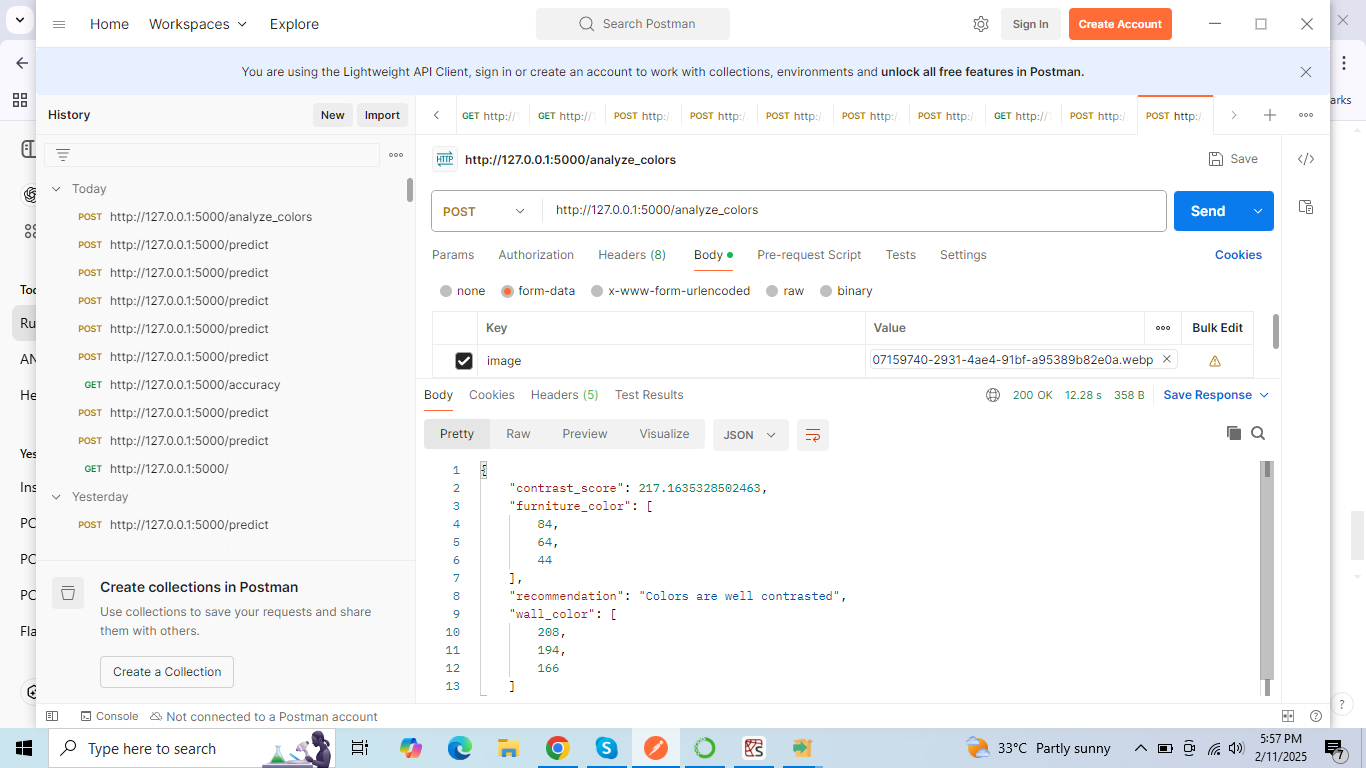 Home Workspaces Explore Search Postman Sign In Create Account
You are using the Lightweight API Client, sign in or create an account to work with collections, environments and unlock all free features in Postman.
arks
History New Import
GET http:// GET http:// POST http:/ POST http:/ POST http:/ POST http:/ POST http:/ GET http:// POST http:/ POST http:/
HTTP http://127.0.0.1:5000/analyze_colors Save
Today
POST http://127.0.0.1:5000/analyze_colors
POST http://127.0.0.1:5000/predict
POST http://127.0.0.1:5000/predict
POST http://127.0.0.1:5000/predict
POST http://127.0.0.1:5000/predict
POST http://127.0.0.1:5000/predict
GET http://127.0.0.1:5000/accuracy
POST http://127.0.0.1:5000/predict
POST http://127.0.0.1:5000/predict
GET http://127.0.0.1:5000/
Yesterday
POST http://127.0.0.1:5000/predict
Create collections in Postman
Use collections to save your requests and share
them with others.
Create a Collection
POST http://127.0.0.1:5000/analyze_colors Send
Params Authorization Headers (8) Body Pre-request Script Tests Settings Cookies
none form-data x-www-form-urlencoded raw binary
Key Value Bulk Edit
image 07159740-2931-4ae4-91bf-a95389b82e0a.webp
Body Cookies Headers (5) Test Results 200 OK 12.28 s 358 B Save Response
Pretty Raw Preview Visualize JSON
1 {
2 "contrast_score": 217.1635328502463,
3 "furniture_color": [
4 84,
5 64,
6 44
7 ],
8 "recommendation": "Colors are well contrasted",
9 "wall_color": [
10 208,
11 194,
12 166
13 ]
Console Not connected to a Postman account
Type here to search
33°C Partly sunny
5:57 PM
2/11/2025
7